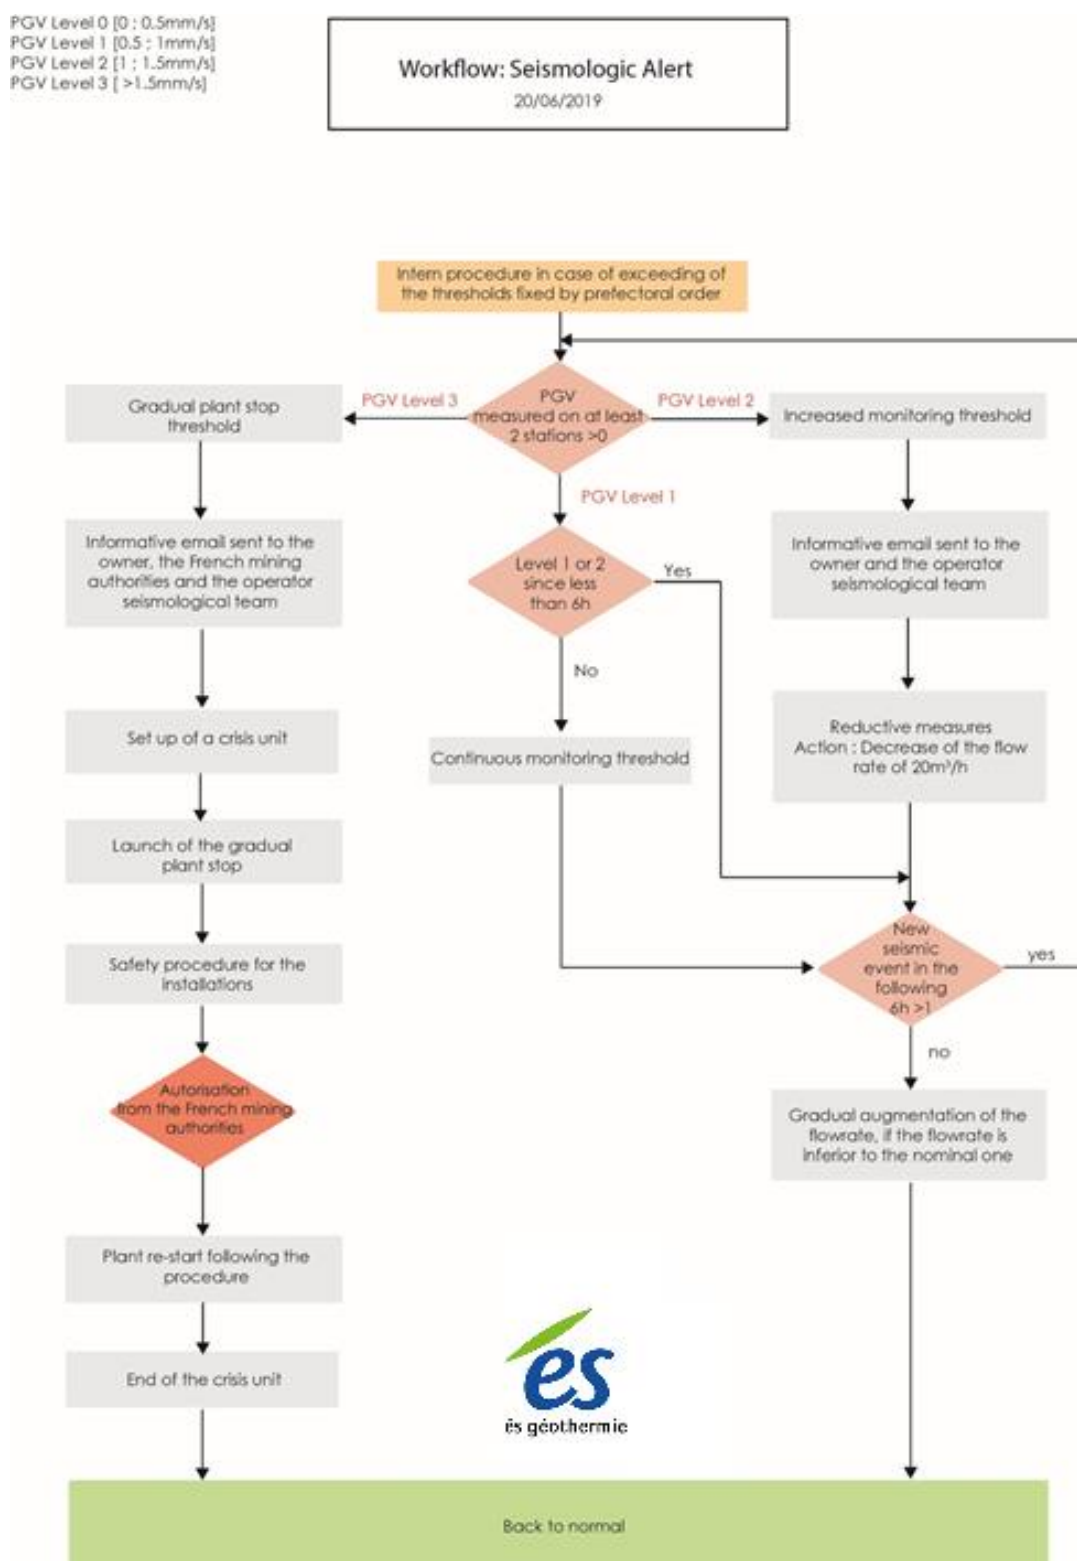 PGV Level 0 [0 ; 0.5mm/s]
PGV Level 1 [0.5 ; 1mm/s]
PGV Level 2 [1 ; 1.5mm/s]
PGV Level 3 [ >1.5mm/s]
Workflow: Seismologic Alert
20/06/2019
Intern procedure in case of exceeding of
the thresholds fixed by prefectoral order
PGV
measured on at least
2 stations >0
PGV Level 3
Gradual plant stop
threshold
Informative email sent to the
owner, the French mining
authorities and the operator
seismological team
Set up of a crisis unit
Launch of the gradual
plant stop
Safety procedure for the
installations
Autorisation
from the French mining
authorities
Plant re-start following the
procedure
End of the crisis unit
PGV Level 1
Level 1 or 2
since less
than 6h
Yes
No
Continuous monitoring threshold
PGV Level 2
Increased monitoring threshold
Informative email sent to the
owner and the operator
seismological team
Reductive measures
Action : Decrease of the flow
rate of 20m³/h
New
seismic
event in the
following
6h >1
yes
no
Gradual augmentation of the
flowrate, if the flowrate is
inferior to the nominal one
és
és géothermie
Back to normal